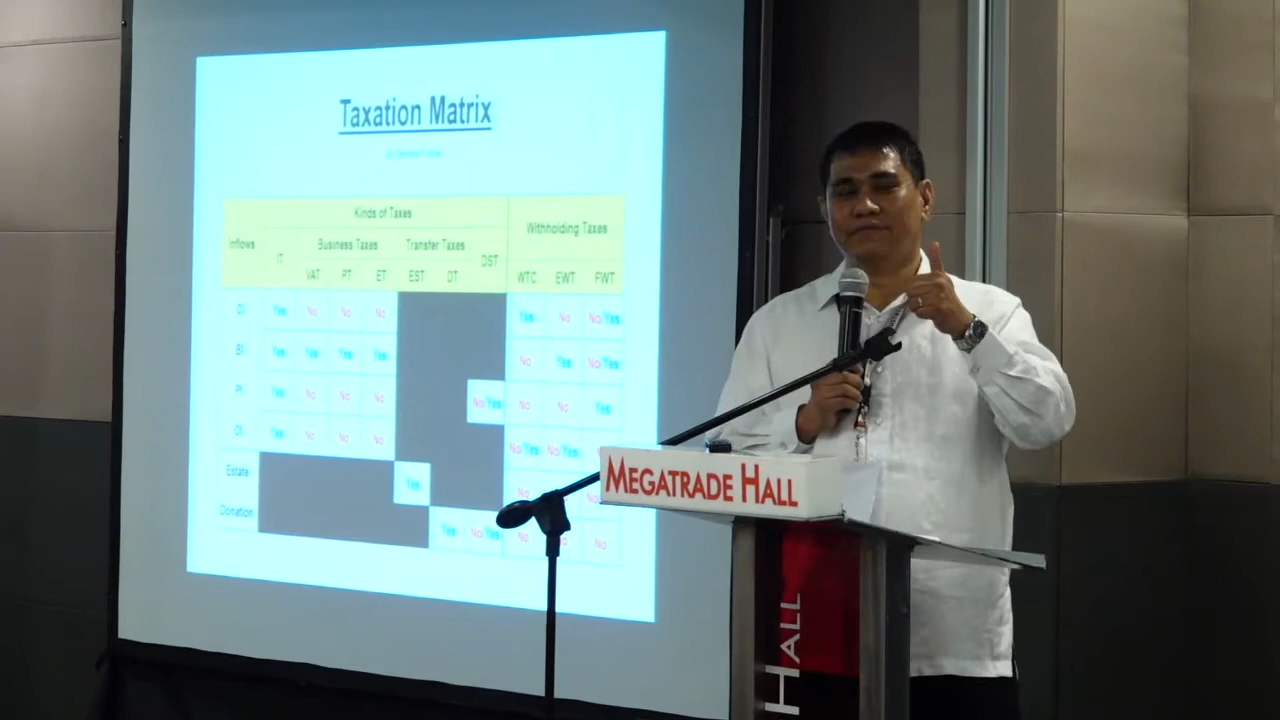 Taxation Matrix
Kinds of Taxes
Withholding Taxes
Inflows
IT
Business Taxes
Transfer Taxes
DST
VAT PT ET EST DT WTC EWT FWT
Yes No No No Yes No No/Yes
BI Yes Yes Yes Yes No Yes No/Yes
PI Yes No No No No/Yes No No Yes
OI Yes No No No No/Yes No/Yes
Estate Yes No
Donation Yes No/Yes No No
MEGATRADE HALL
HALL